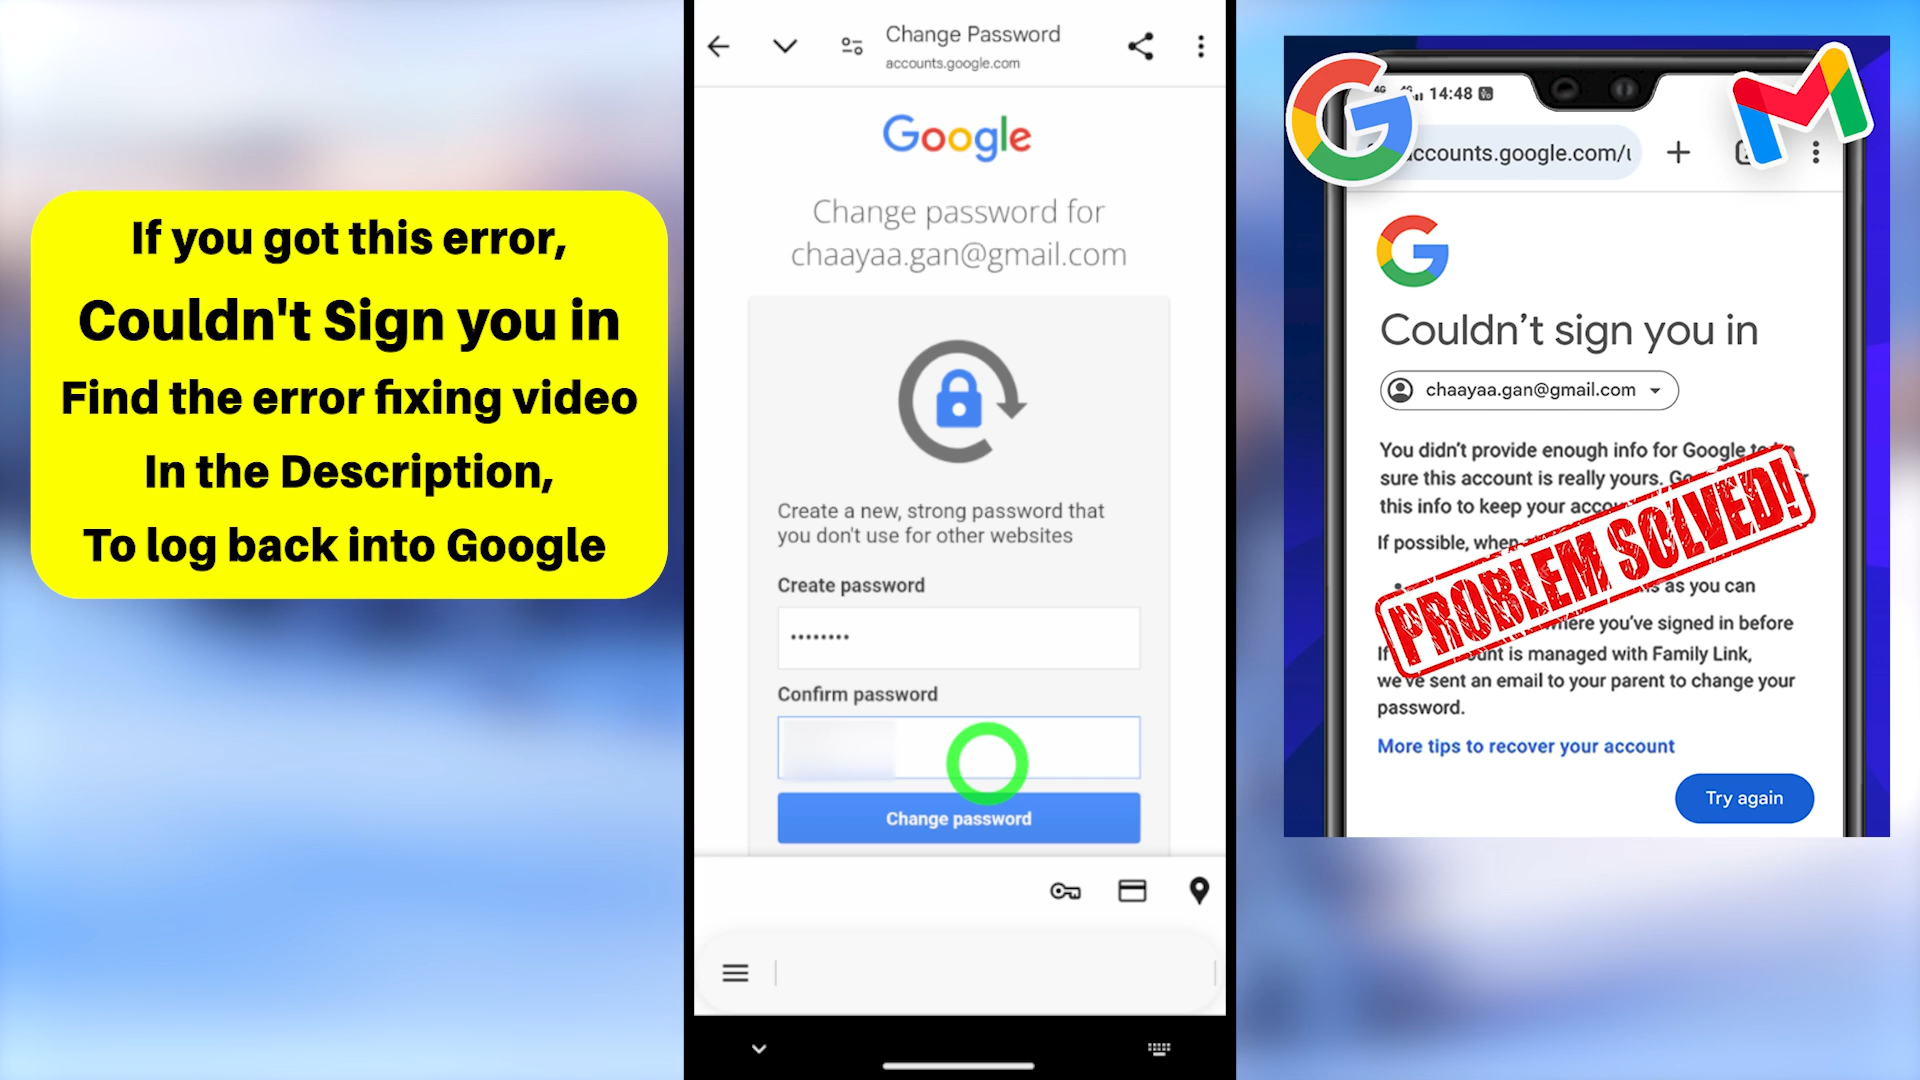 If you got this error,
Couldn't Sign you in
Find the error fixing video
In the Description,
To log back into Google
Change Password
accounts.google.com
Google
Change password for
chaayaa.gan@gmail.com
Create a new, strong password that
you don't use for other websites
Create password
••••••••
Confirm password
Change password
4G 4G 14:48
ccounts.google.com/
Couldn't sign you in
chaayaa.gan@gmail.com
You didn't provide enough info for Google to
sure this account is really yours.
this info to keep your
If possible, when
as you can
where you've signed in before
If is managed with Family Link,
we've sent an email to your parent to change your
password.
More tips to recover your account
Try again
PROBLEM SOLVED!